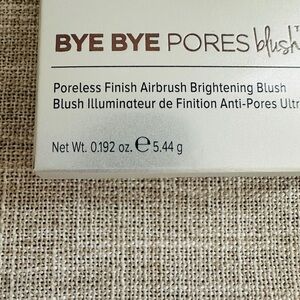 BYE BYE PORES blush
Poreless Finish Airbrush Brightening Blush
Blush Illuminateur de Finition Anti-Pores Ultr
Net Wt. 0.192 oz. ℮ 5.44 g